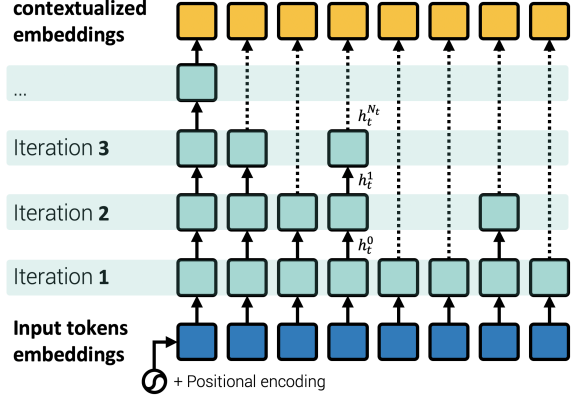 contextualized
embeddings
...
$h_t^{N_t}$
Iteration 3
$h_t^1$
Iteration 2
$h_t^0$
Iteration 1
Input tokens
embeddings
+ Positional encoding